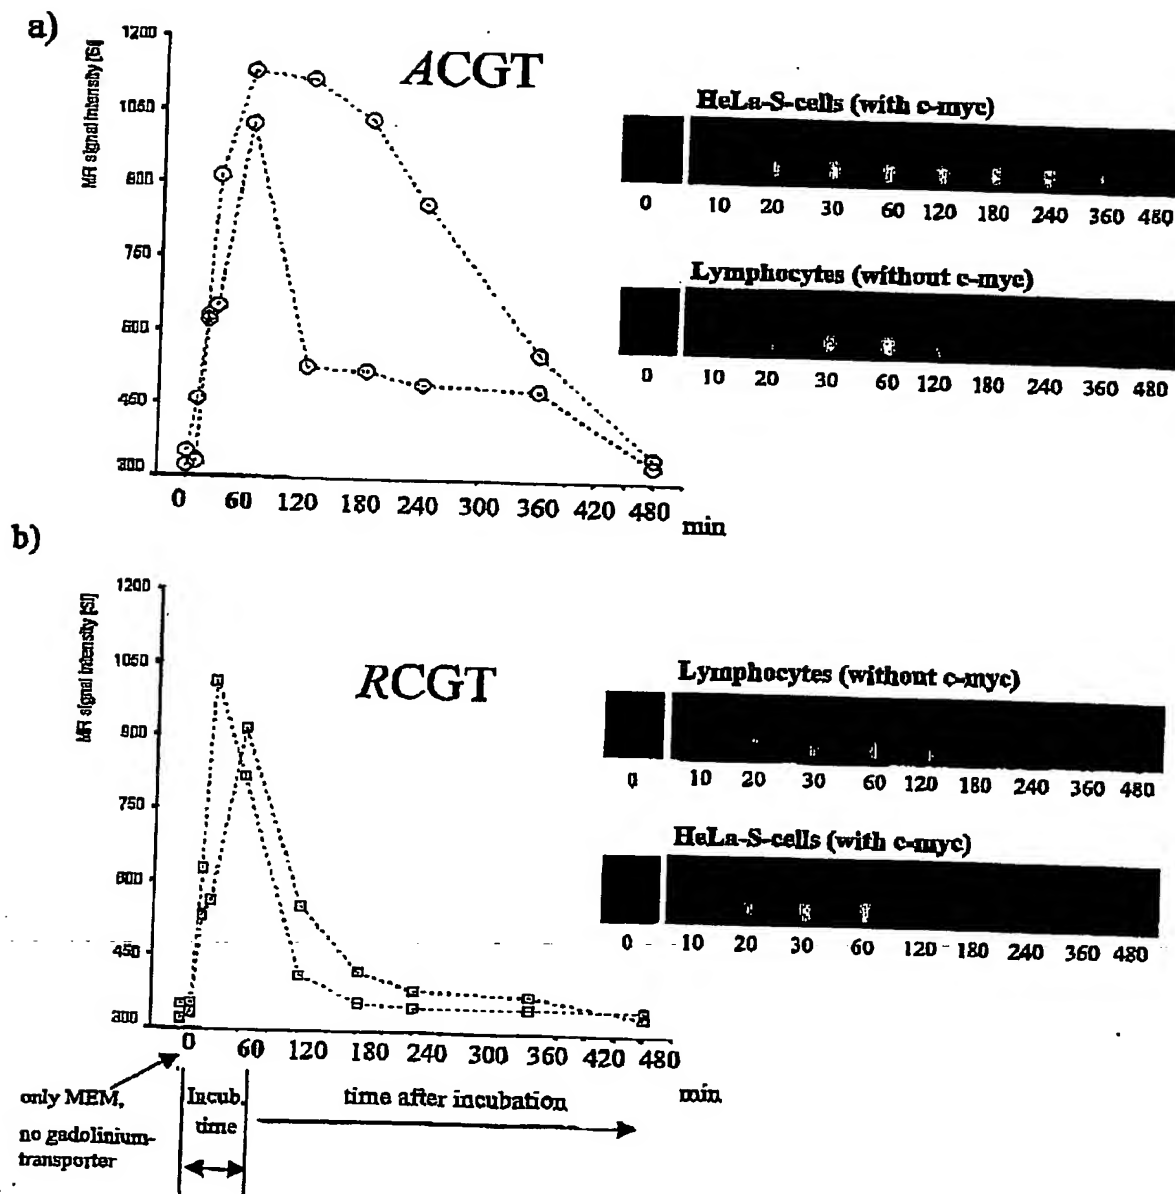 a)
MR signal intensity [SI]
1200
1050
900
750
600
450
300
ACGT
0 60 120 180 240 300 360 420 480 min
HeLa-S-cells (with c-myc)
0 10 20 30 60 120 180 240 360 480
Lymphocytes (without c-myc)
0 10 20 30 60 120 180 240 360 480
b)
MR signal intensity [SI]
1200
1050
900
750
600
450
300
RCGT
0 60 120 180 240 300 360 420 480
min
Lymphocytes (without c-myc)
0 10 20 30 60 120 180 240 360 480
HeLa-S-cells (with c-myc)
0 10 20 30 60 120 180 240 360 480
only MEM,
no gadolinium-
transporter
Incub.
time
time after incubation